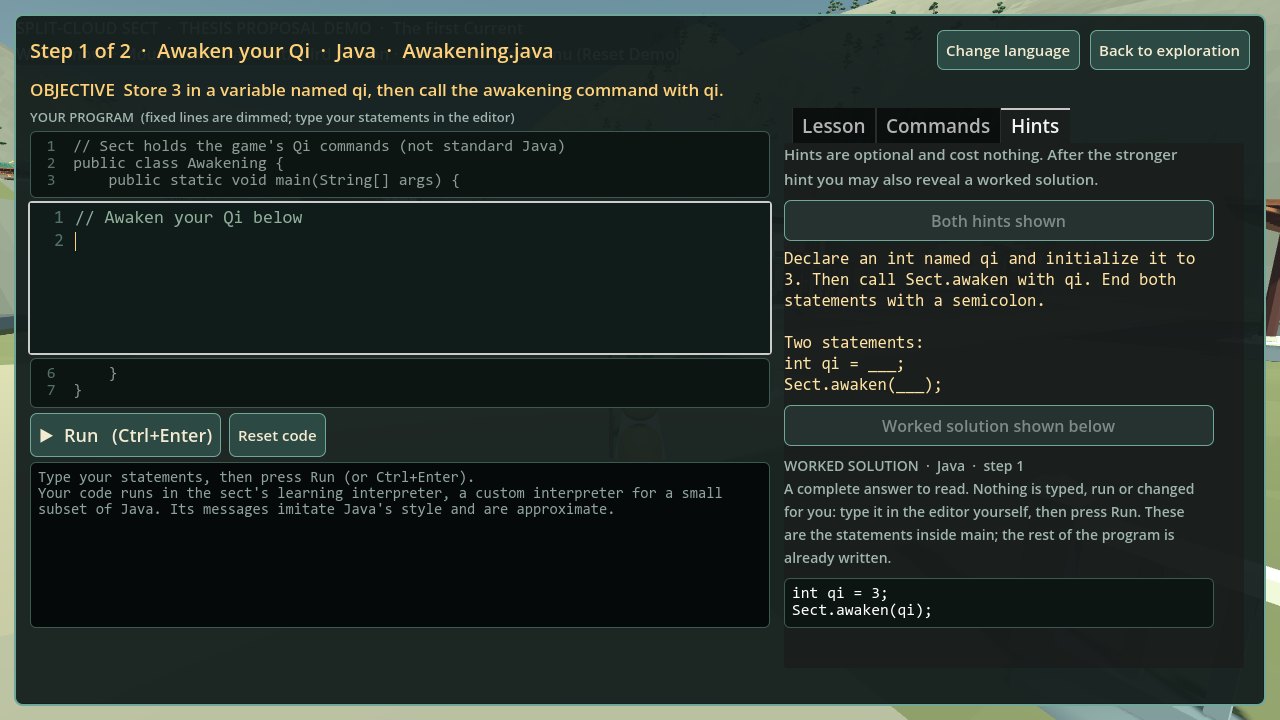 SPLIT-CLOUD SECT · THESIS PROPOSAL DEMO · The First Current
Step 1 of 2 · Awaken your Qi · Java · Awakening.java
Change language
Back to exploration
OBJECTIVE Store 3 in a variable named qi, then call the awakening command with qi.
YOUR PROGRAM (fixed lines are dimmed; type your statements in the editor)
1 // Sect holds the game's Qi commands (not standard Java)
2 public class Awakening {
3     public static void main(String[] args) {
1 // Awaken your Qi below
2
6     }
7 }
▶ Run (Ctrl+Enter)
Reset code
Type your statements, then press Run (or Ctrl+Enter).
Your code runs in the sect's learning interpreter, a custom interpreter for a small
subset of Java. Its messages imitate Java's style and are approximate.
Lesson
Commands
Hints
Hints are optional and cost nothing. After the stronger
hint you may also reveal a worked solution.
Both hints shown
Declare an int named qi and initialize it to
3. Then call Sect.awaken with qi. End both
statements with a semicolon.
Two statements:
int qi = ___;
Sect.awaken(___);
Worked solution shown below
WORKED SOLUTION · Java · step 1
A complete answer to read. Nothing is typed, run or changed
for you: type it in the editor yourself, then press Run. These
are the statements inside main; the rest of the program is
already written.
int qi = 3;
Sect.awaken(qi);